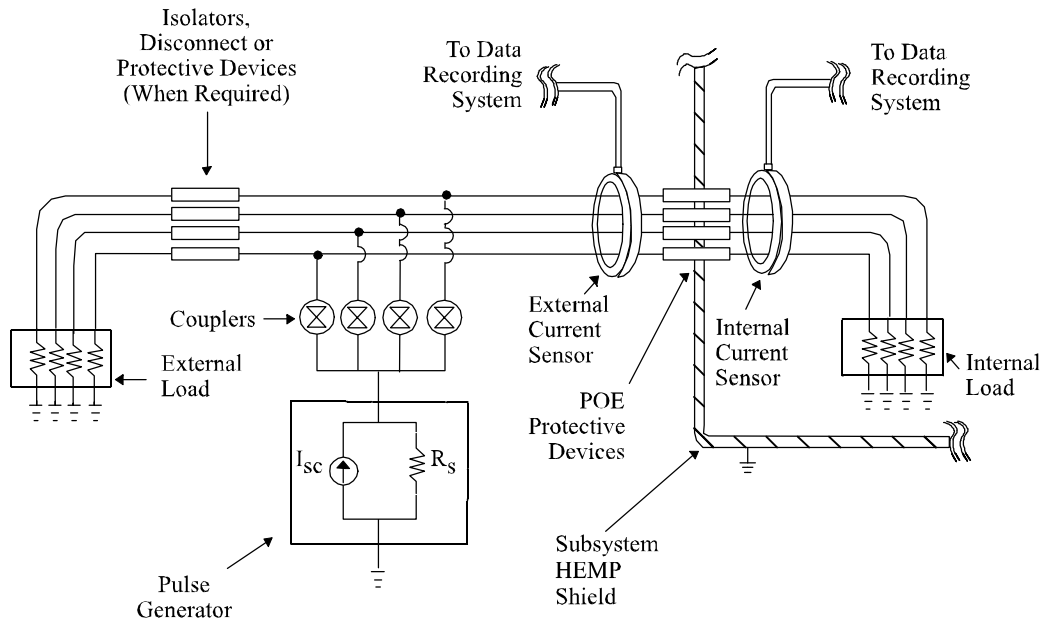 Isolators,
Disconnect or
Protective Devices
(When Required)
To Data
Recording
System
To Data
Recording
System
Couplers
External
Current
Sensor
Internal
Current
Sensor
External
Load
Internal
Load
POE
Protective
Devices
Isc
Rs
Subsystem
HEMP
Shield
Pulse
Generator